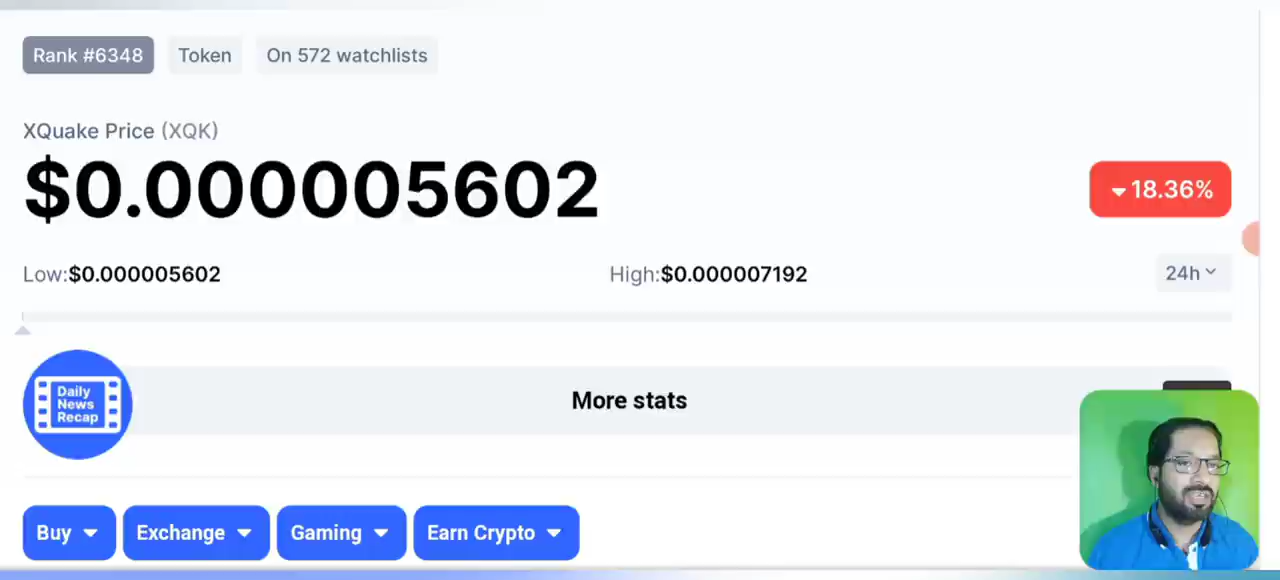 Rank #6348 Token On 572 watchlists
XQuake Price (XQK)
$0.000005602 18.36%
Low:$0.000005602 High:$0.000007192 24h
Daily
News
Recap
More stats
Buy Exchange Gaming Earn Crypto